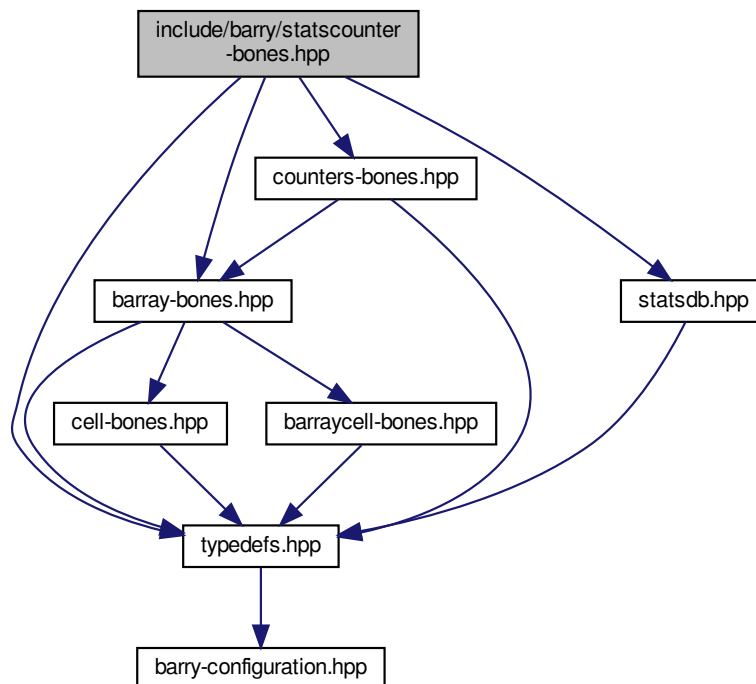 include/barry/statscounter
-bones.hpp
counters-bones.hpp
barray-bones.hpp
statsdb.hpp
cell-bones.hpp
barraycell-bones.hpp
typedefs.hpp
barry-configuration.hpp